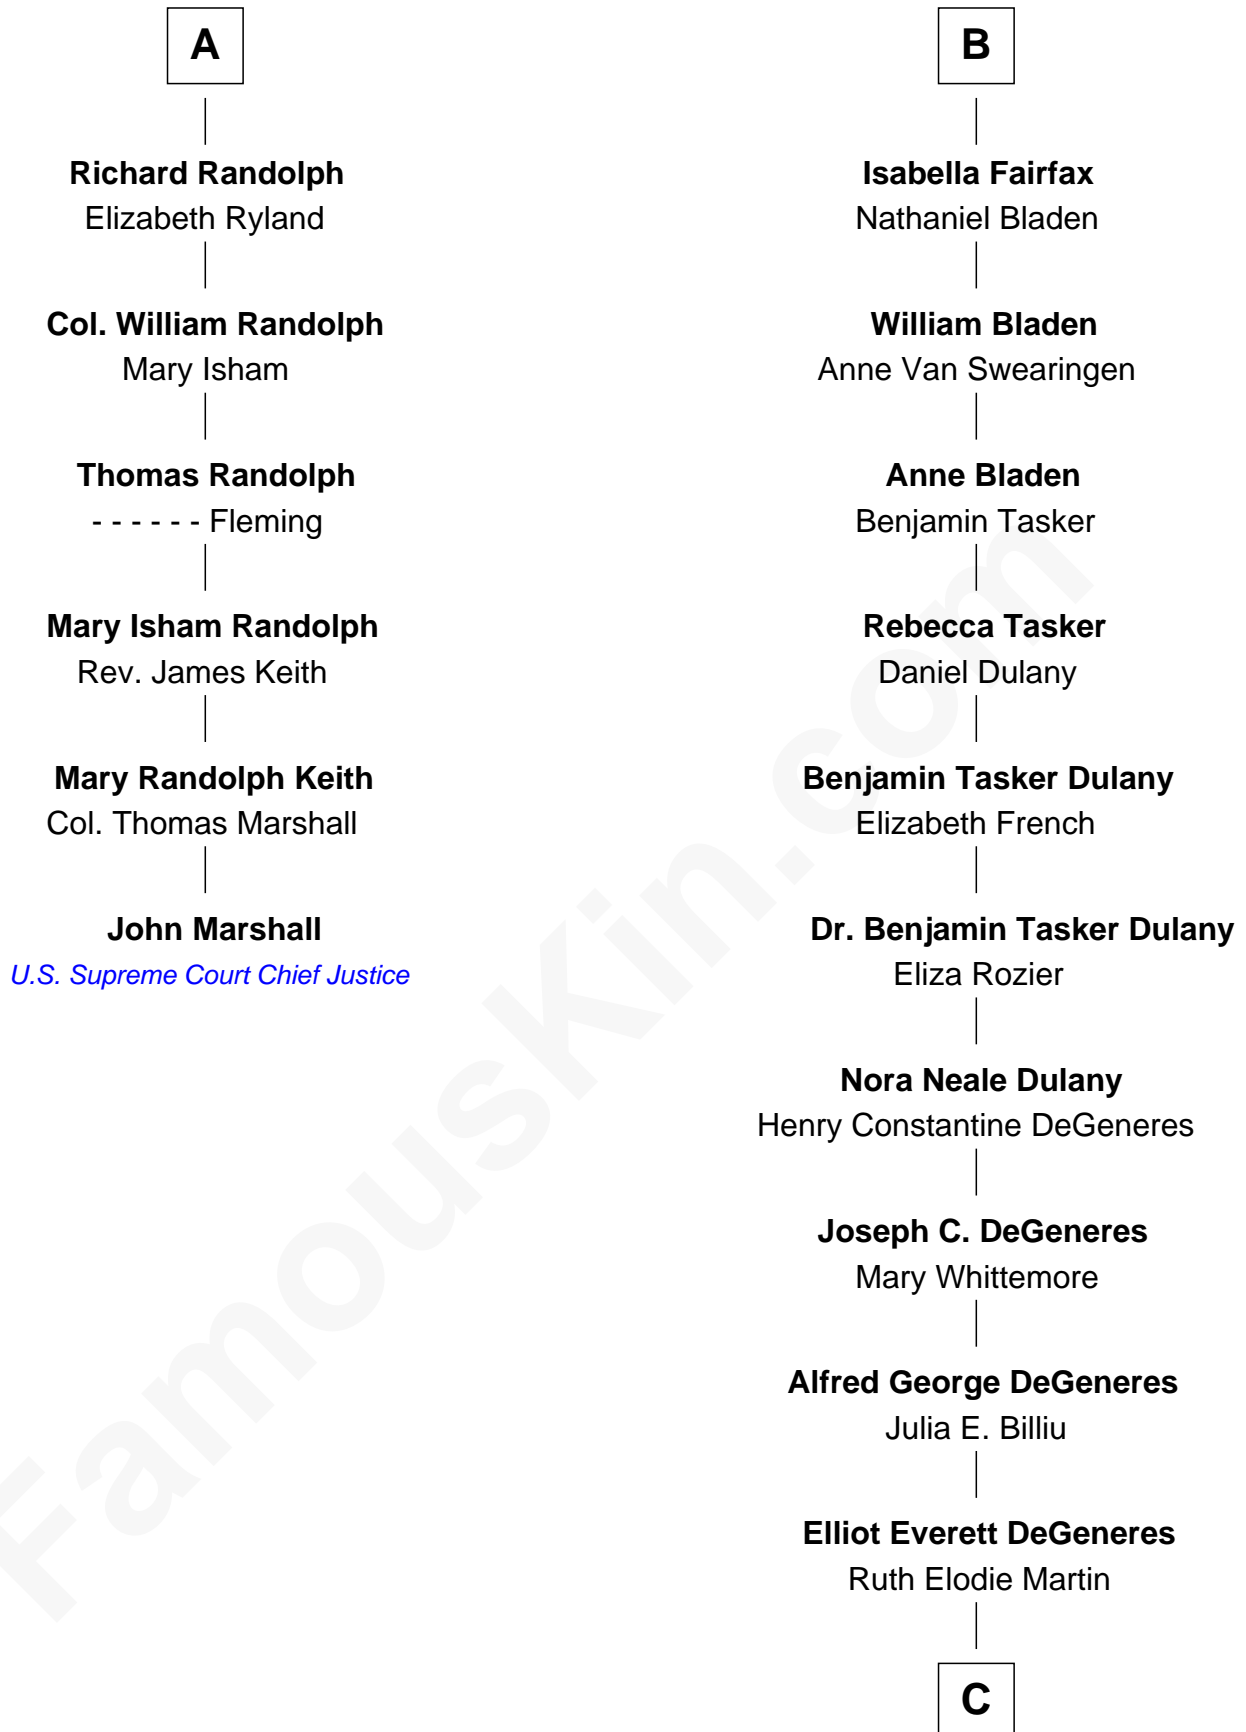 A
Richard Randolph
Elizabeth Ryland
Col. William Randolph
Mary Isham
Thomas Randolph
- - - - - - Fleming
Mary Isham Randolph
Rev. James Keith
Mary Randolph Keith
Col. Thomas Marshall
John Marshall
U.S. Supreme Court Chief Justice
B
Isabella Fairfax
Nathaniel Bladen
William Bladen
Anne Van Swearingen
Anne Bladen
Benjamin Tasker
Rebecca Tasker
Daniel Dulany
Benjamin Tasker Dulany
Elizabeth French
Dr. Benjamin Tasker Dulany
Eliza Rozier
Nora Neale Dulany
Henry Constantine DeGeneres
Joseph C. DeGeneres
Mary Whittemore
Alfred George DeGeneres
Julia E. Billiu
Elliot Everett DeGeneres
Ruth Elodie Martin
C
FamousKin.com